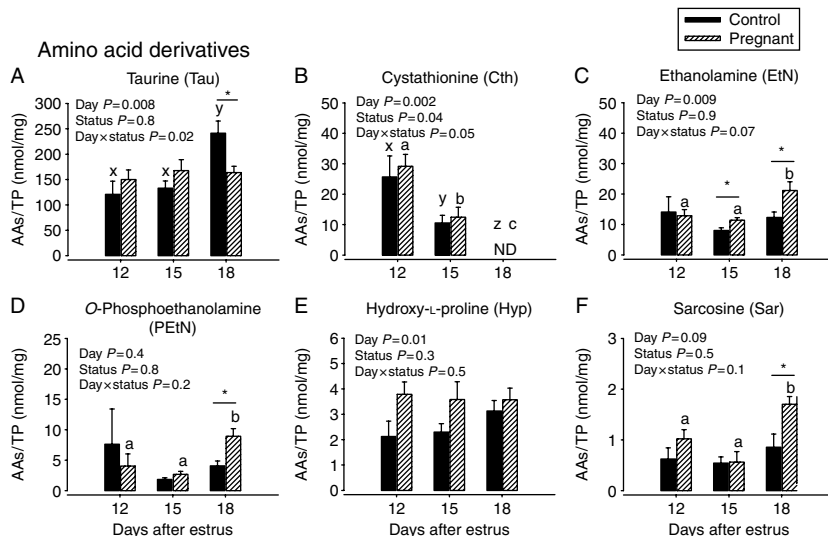 Control
Pregnant
Amino acid derivatives
A
Taurine (Tau)
Day P=0.008
Status P=0.8
Day×status P=0.02
AAs/TP (nmol/mg)
300
250
200
150
100
50
0
x
x
y
*
12
15
18
B
Cystathionine (Cth)
Day P=0.002
Status P=0.04
Day×status P=0.05
AAs/TP (nmol/mg)
50
40
30
20
10
0
x a
y b
z c
ND
12
15
18
C
Ethanolamine (EtN)
Day P=0.009
Status P=0.9
Day×status P=0.07
AAs/TP (nmol/mg)
50
40
30
20
10
0
a
*
a
*
b
12
15
18
D
O-Phosphoethanolamine
(PEtN)
Day P=0.4
Status P=0.8
Day×status P=0.2
AAs/TP (nmol/mg)
25
20
15
10
5
0
a
a
*
b
12
15
18
Days after estrus
E
Hydroxy-L-proline (Hyp)
Day P=0.01
Status P=0.3
Day×status P=0.5
AAs/TP (nmol/mg)
6
5
4
3
2
1
0
12
15
18
Days after estrus
F
Sarcosine (Sar)
Day P=0.09
Status P=0.5
Day×status P=0.1
AAs/TP (nmol/mg)
3
2
1
0
a
a
*
b
12
15
18
Days after estrus